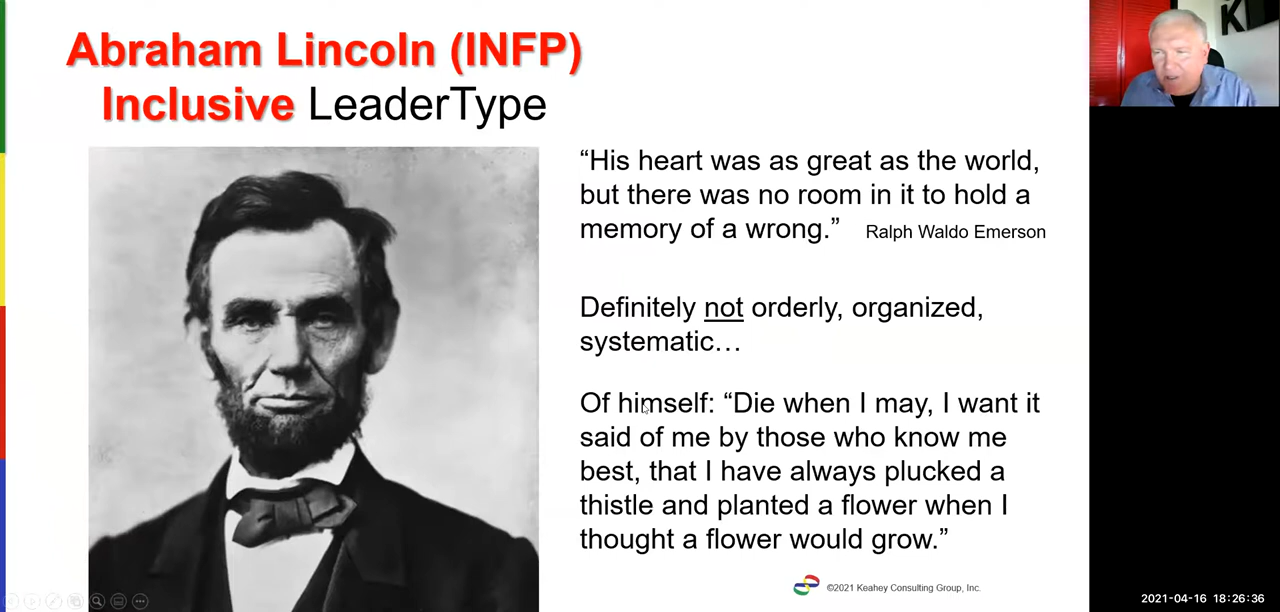 Abraham Lincoln (INFP)
Inclusive LeaderType
“His heart was as great as the world,
but there was no room in it to hold a
memory of a wrong.” Ralph Waldo Emerson
Definitely not orderly, organized,
systematic…
Of himself: “Die when I may, I want it
said of me by those who know me
best, that I have always plucked a
thistle and planted a flower when I
thought a flower would grow.”
©2021 Keahey Consulting Group, Inc.
2021-04-16 18:26:36